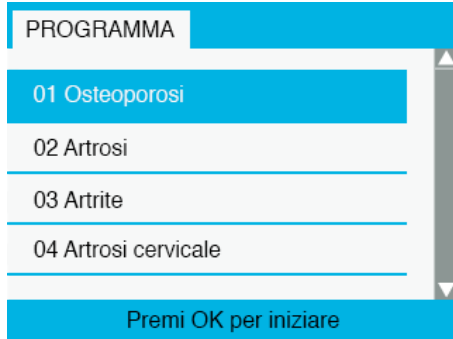 PROGRAMMA
01 Osteoporosi
02 Artrosi
03 Artrite
04 Artrosi cervicale
Premi OK per iniziare